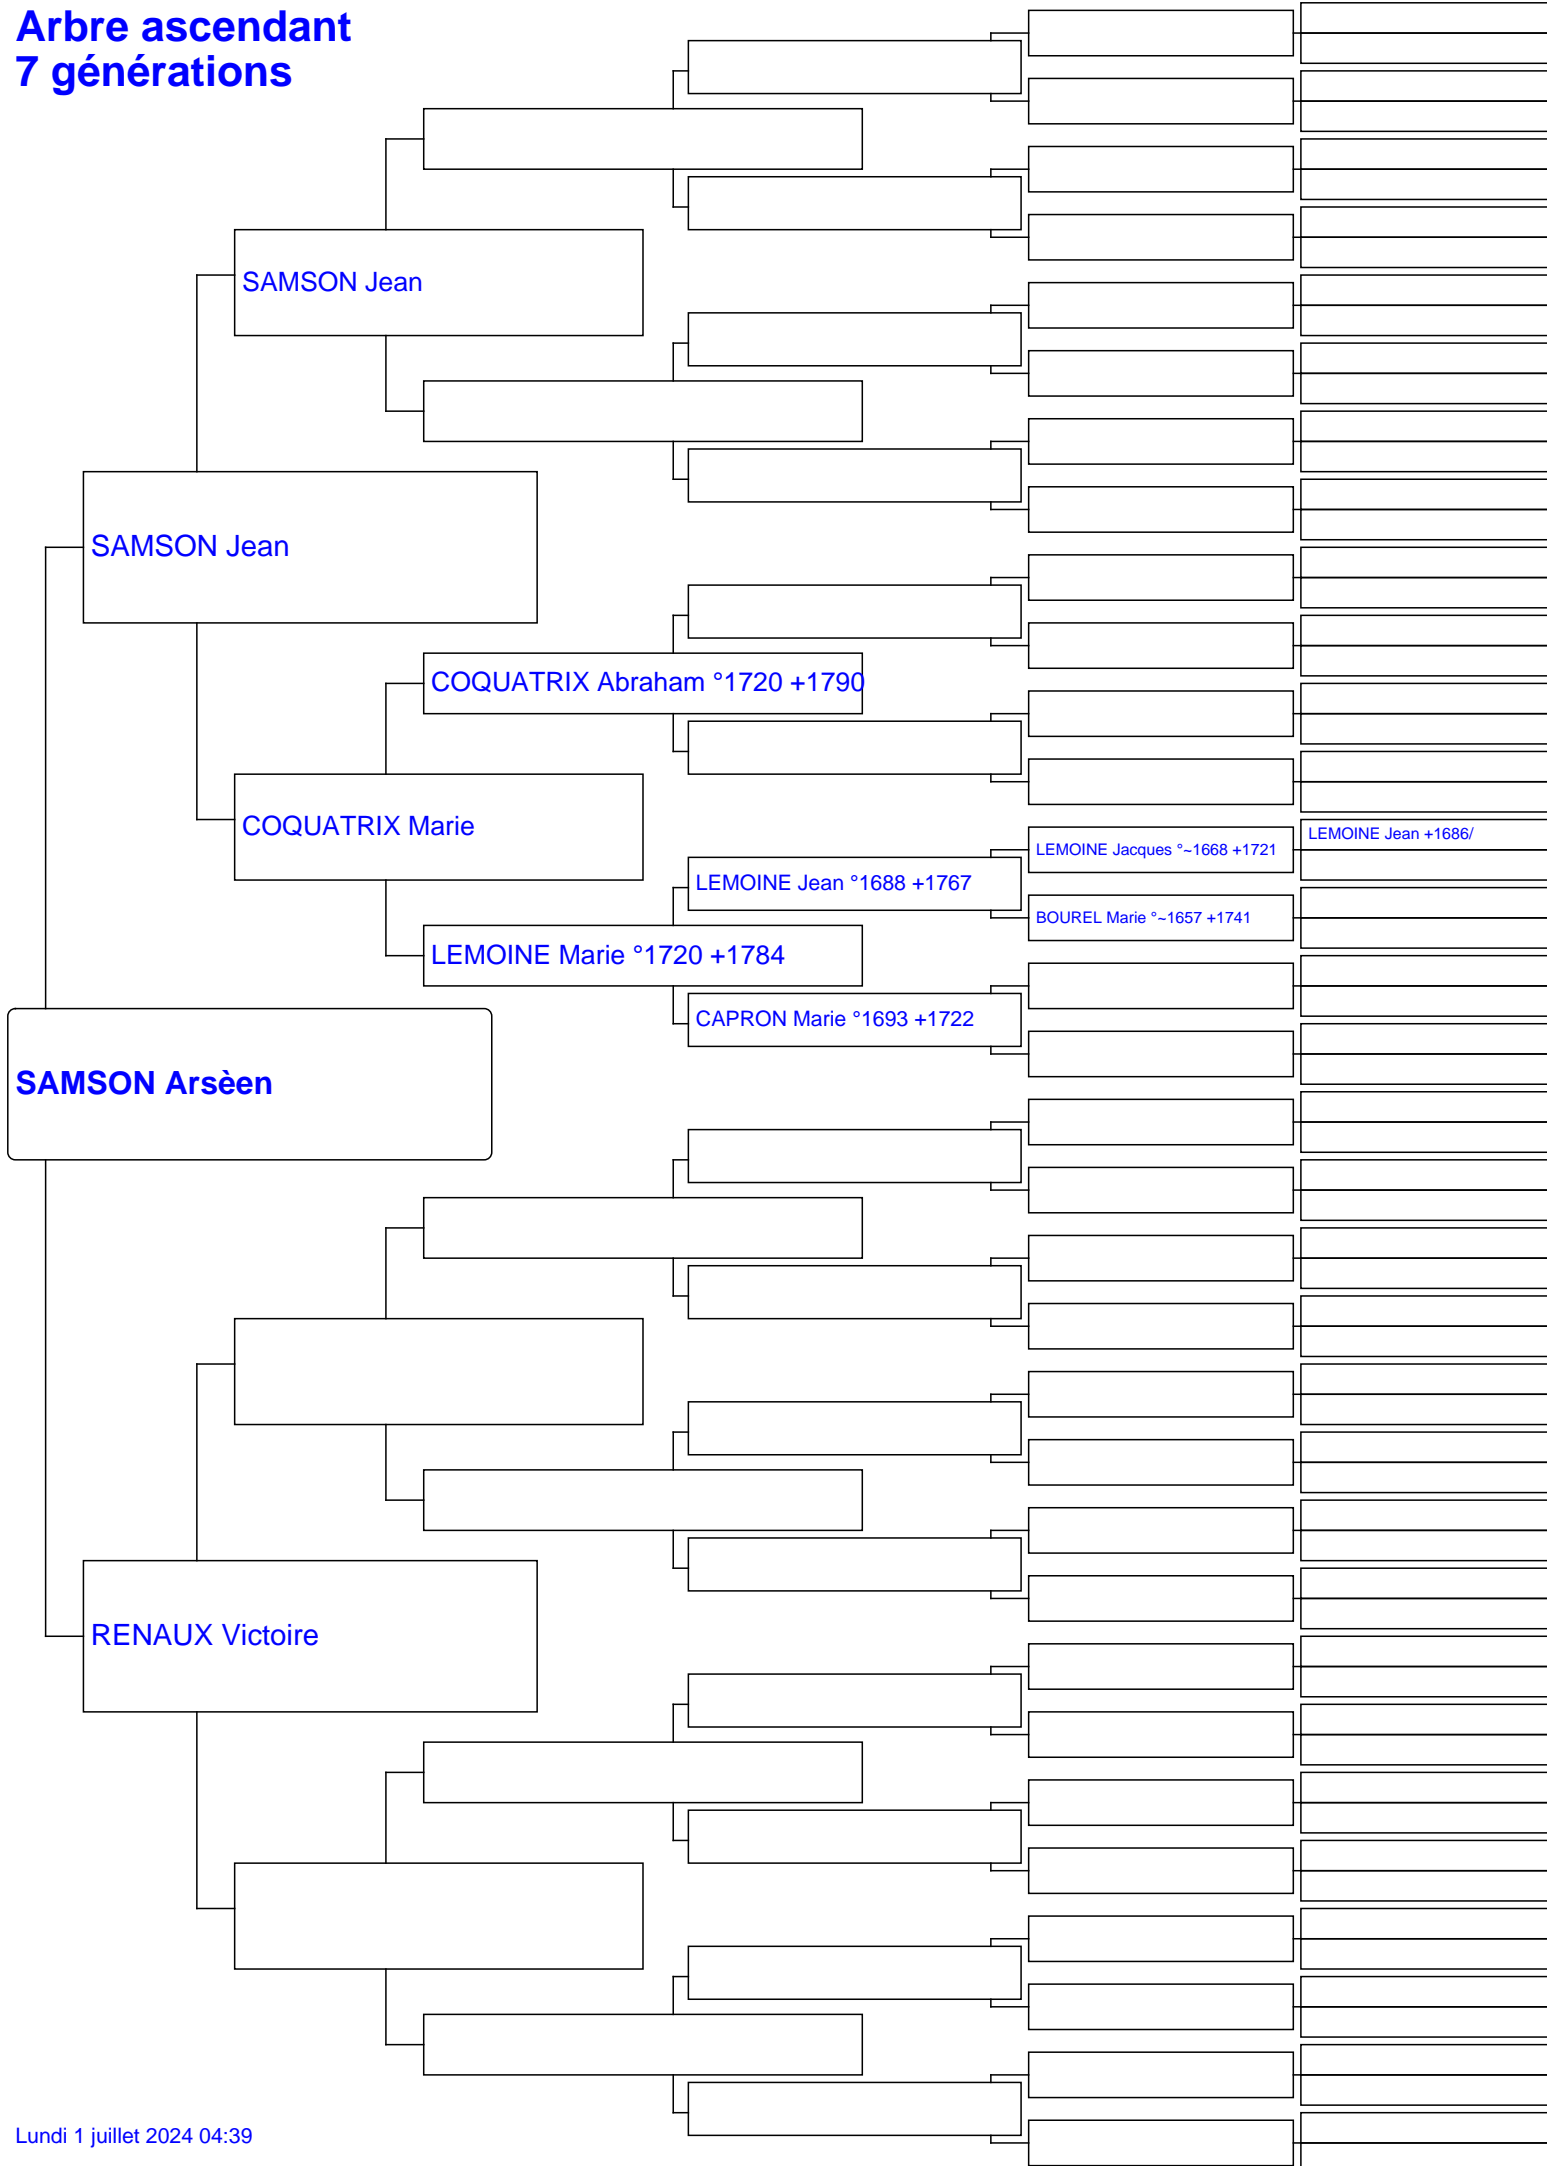 Arbre ascendant
7 générations
SAMSON Jean
SAMSON Jean
COQUATRIX Abraham °1720 +1790
COQUATRIX Marie
LEMOINE Jean +1686/
LEMOINE Jacques °~1668 +1721
LEMOINE Jean °1688 +1767
BOUREL Marie °~1657 +1741
LEMOINE Marie °1720 +1784
CAPRON Marie °1693 +1722
SAMSON Arsèen
RENAUX Victoire
Lundi 1 juillet 2024 04:39